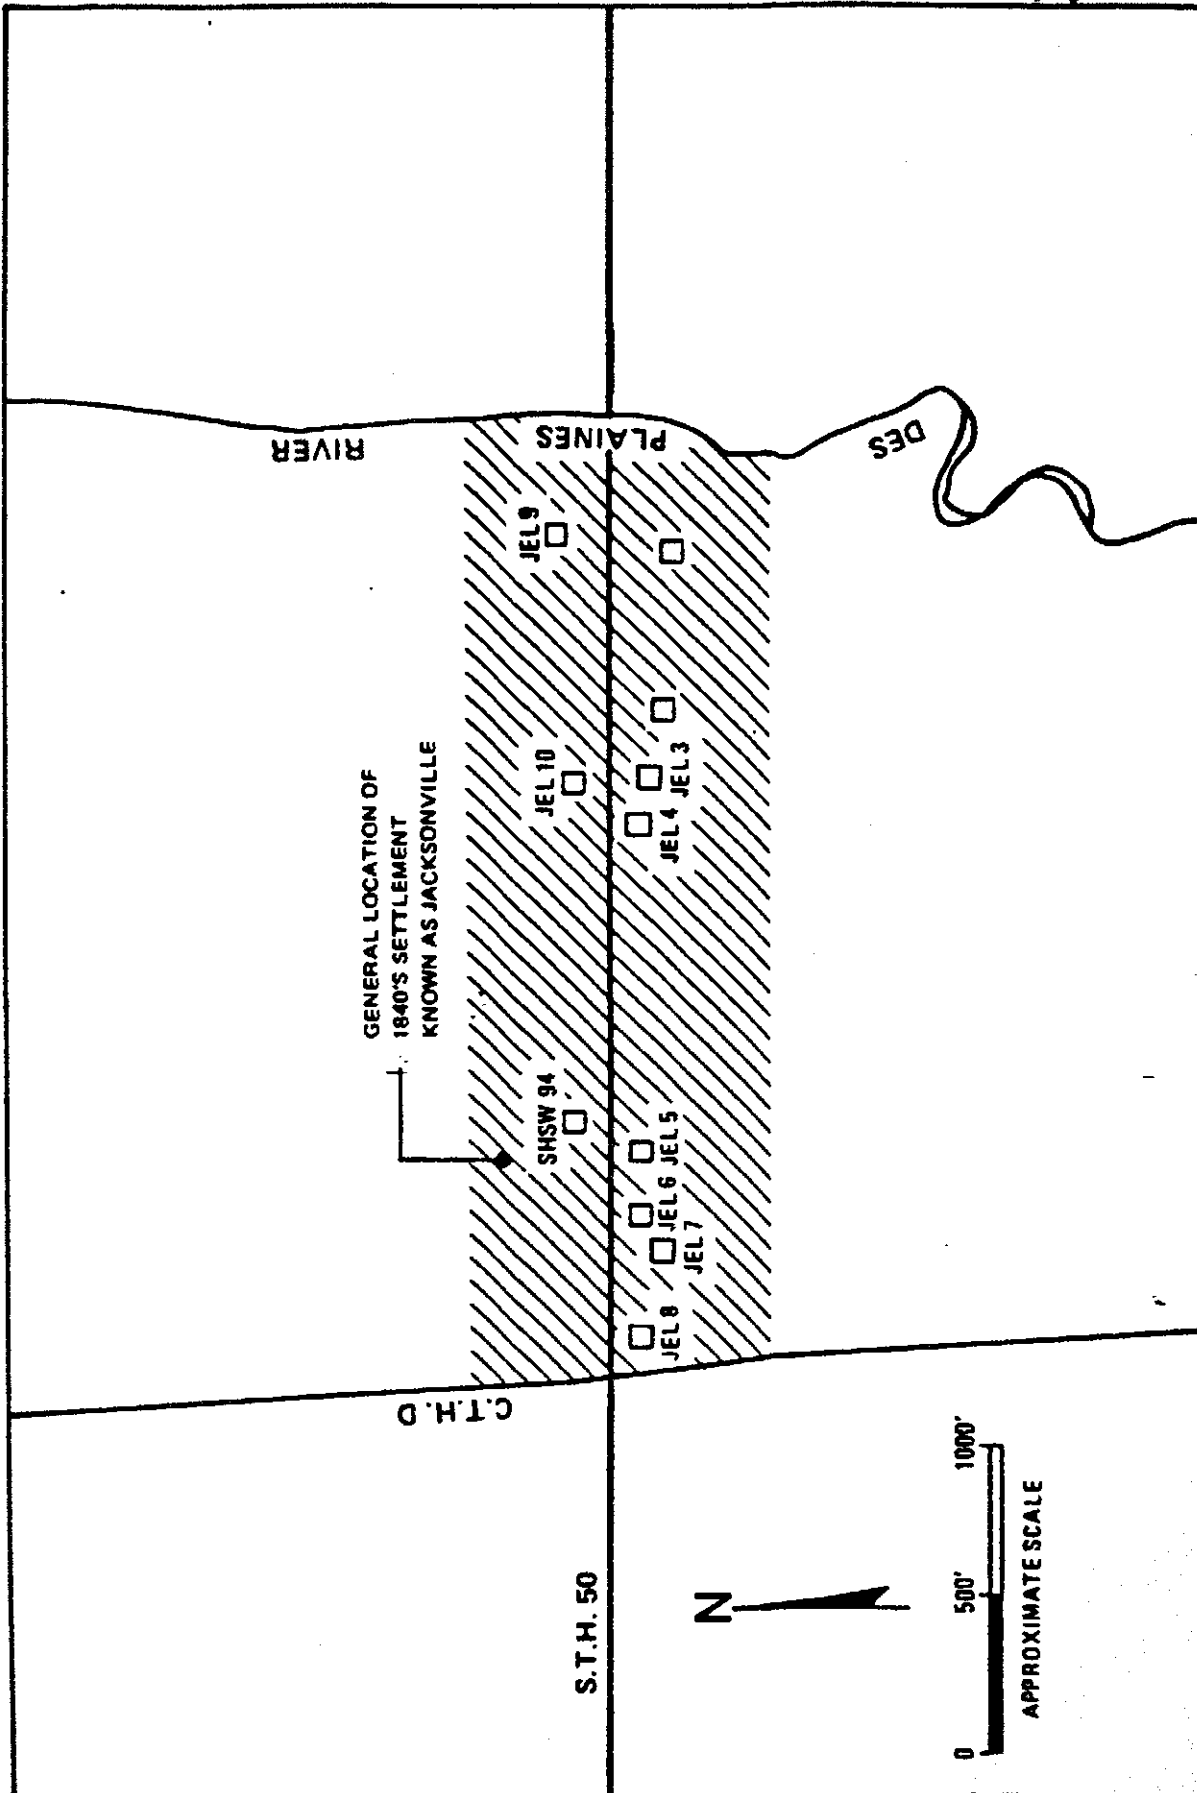 GENERAL LOCATION OF
1840'S SETTLEMENT
KNOWN AS JACKSONVILLE
RIVER
PLAINES
DES
C.T.H. D
S.T.H. 50
SHSW 94
JEL 10
JEL 9
JEL 8
JEL 7
JEL 6
JEL 5
JEL 4
JEL 3
N
0 500' 1000'
APPROXIMATE SCALE